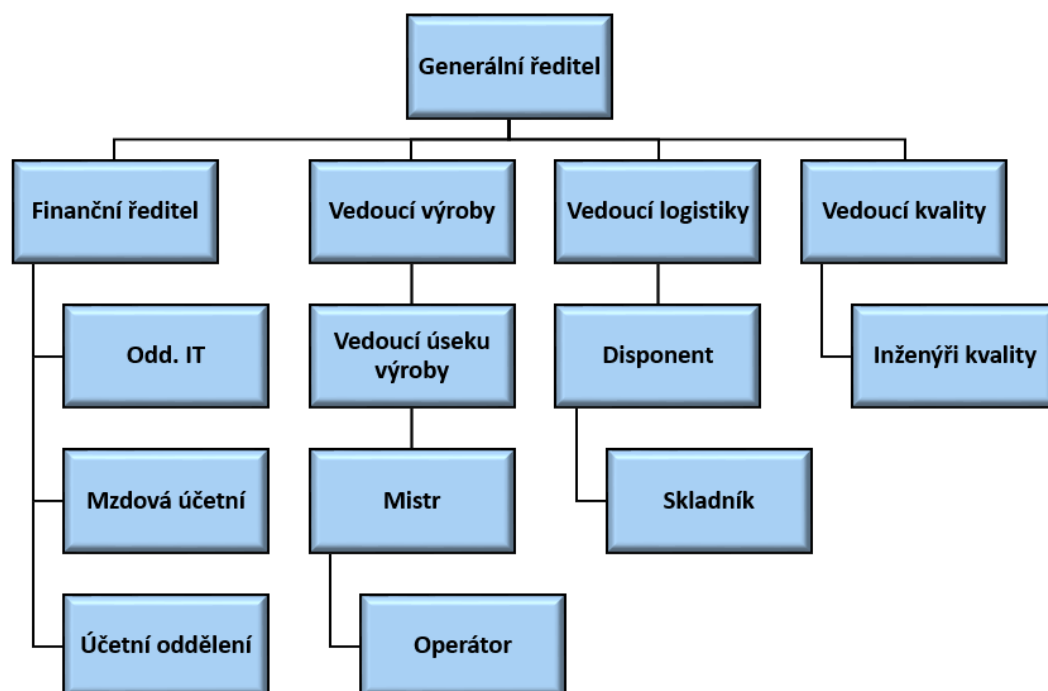 Generální ředitel
Finanční ředitel
Vedoucí výroby
Vedoucí logistiky
Vedoucí kvality
Odd. IT
Vedoucí úseku
výroby
Disponent
Inženýři kvality
Mzdová účetní
Mistr
Skladník
Účetní oddělení
Operátor